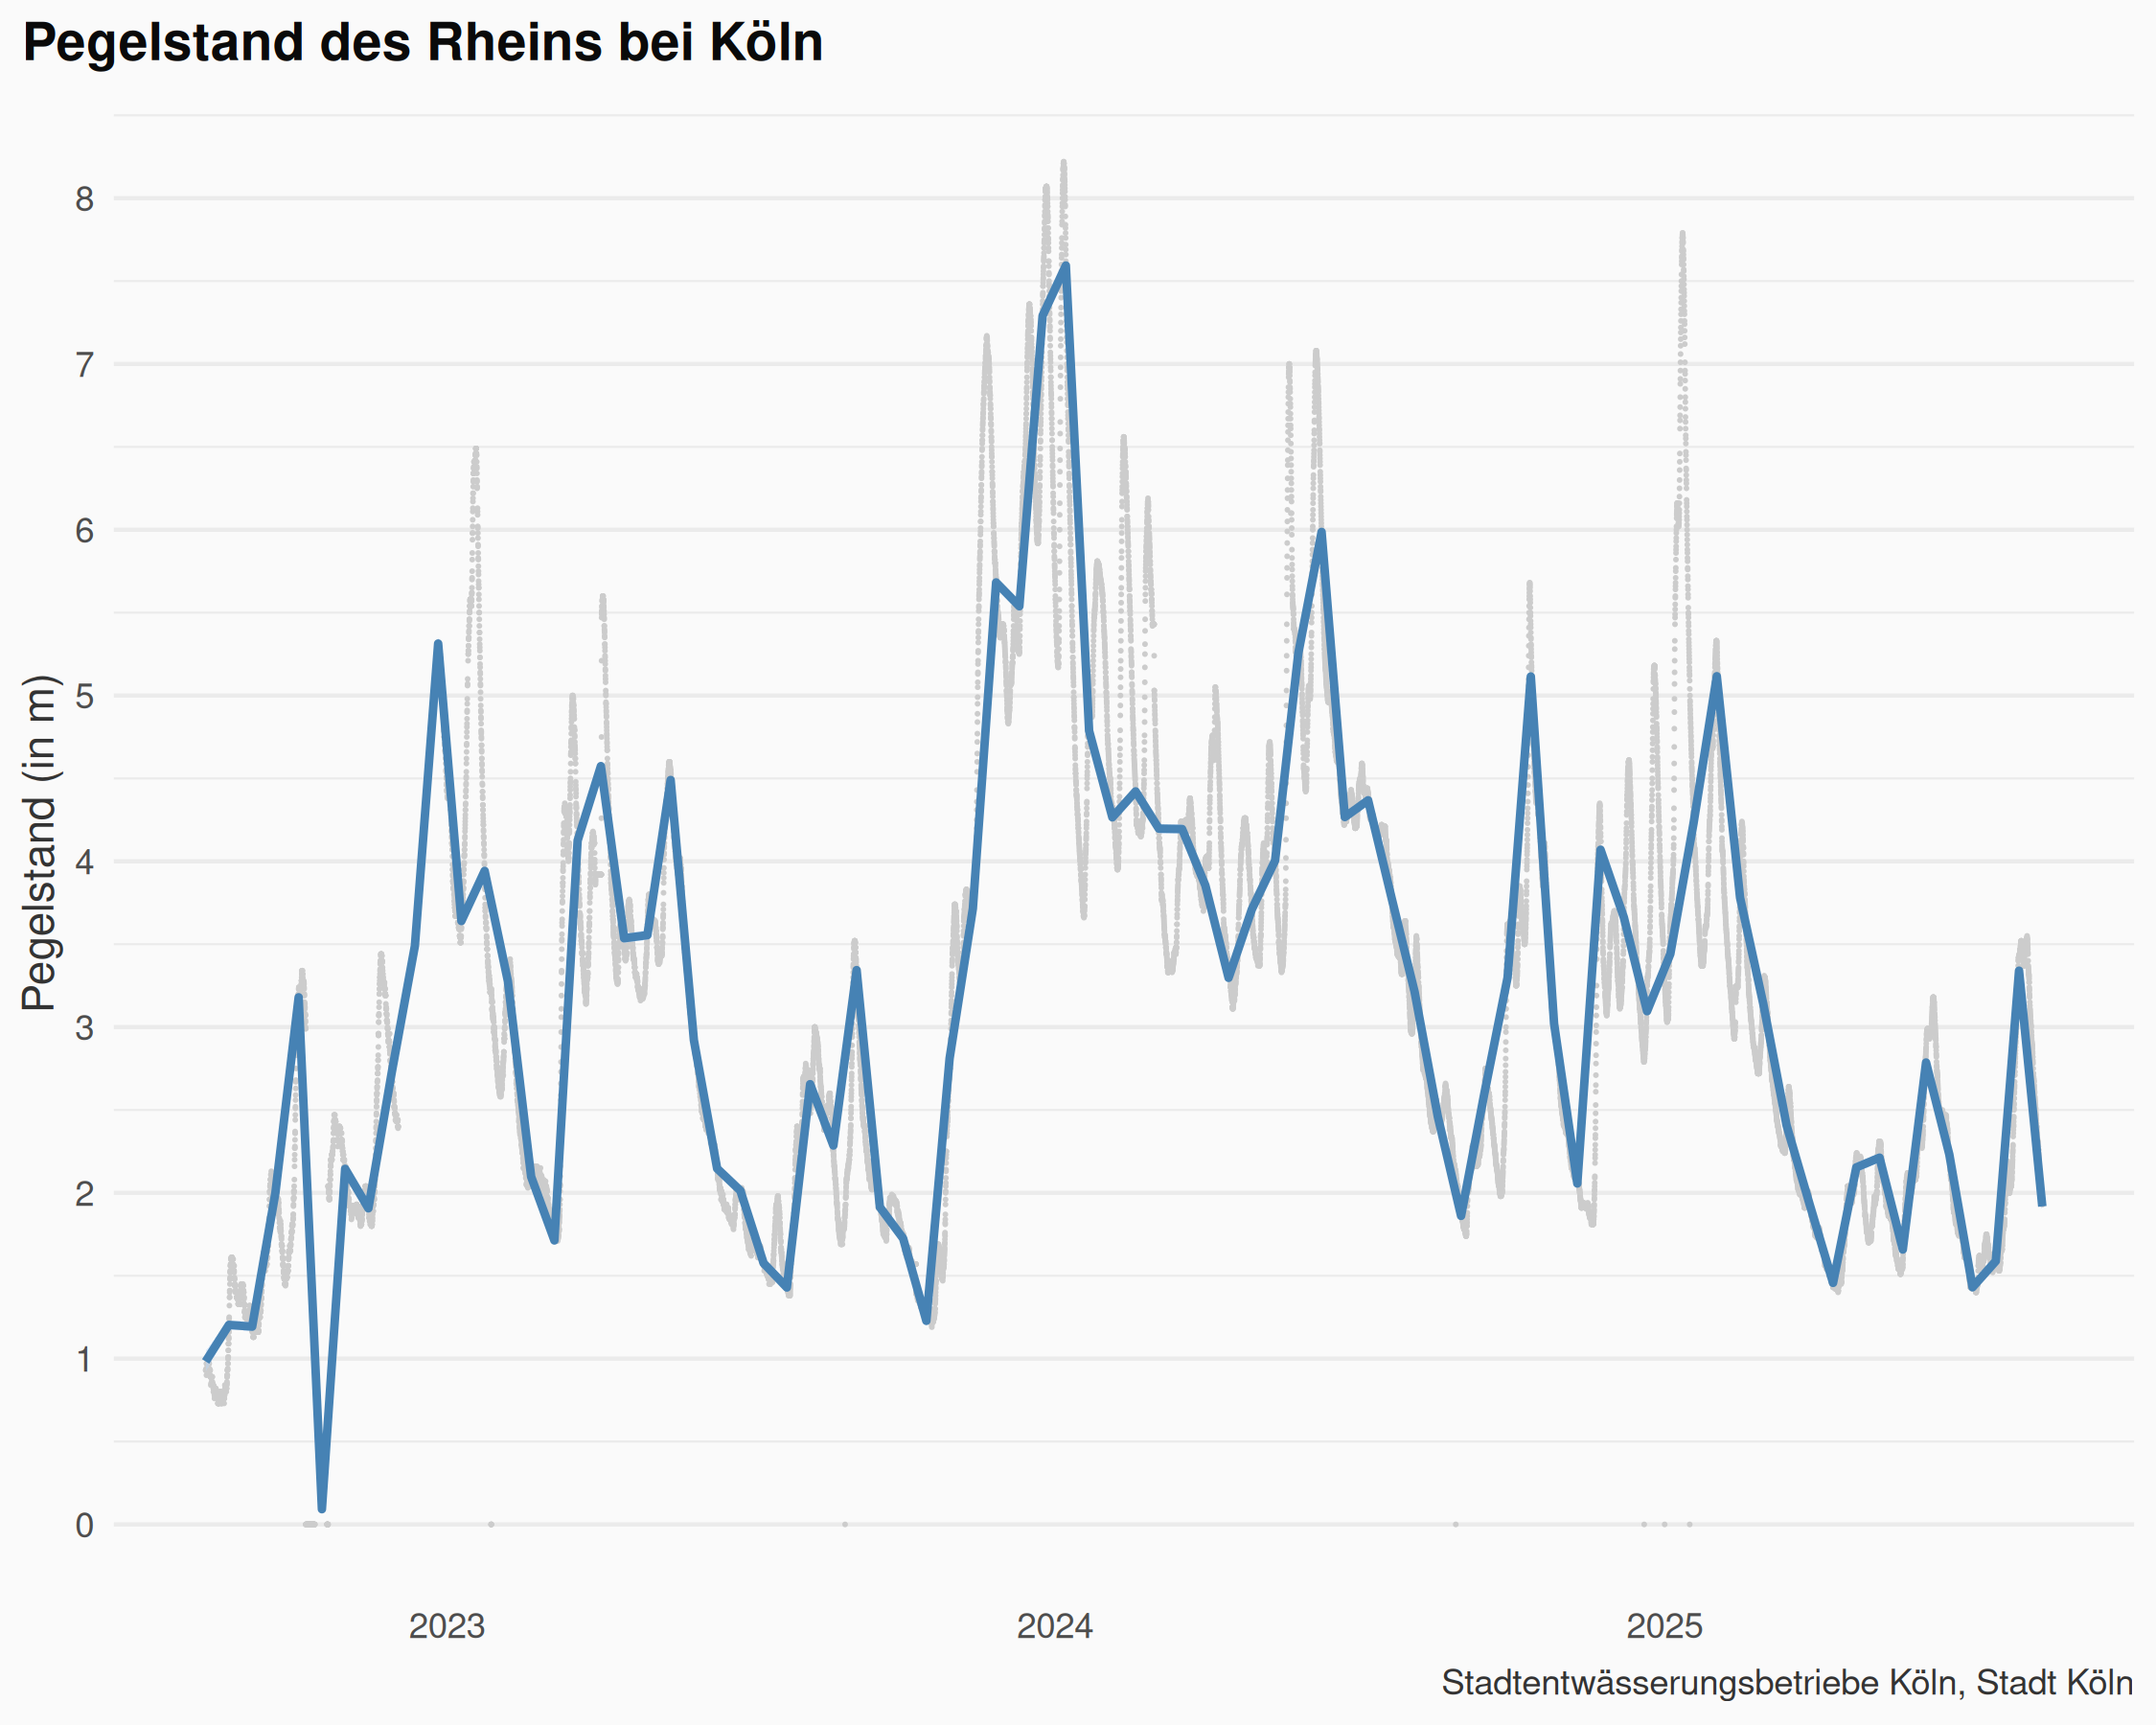 Pegelstand des Rheins bei Köln
Pegelstand (in m)
8
7
6
5
4
3
2
1
0
2023 2024 2025
Stadtentwässerungsbetriebe Köln, Stadt Köln